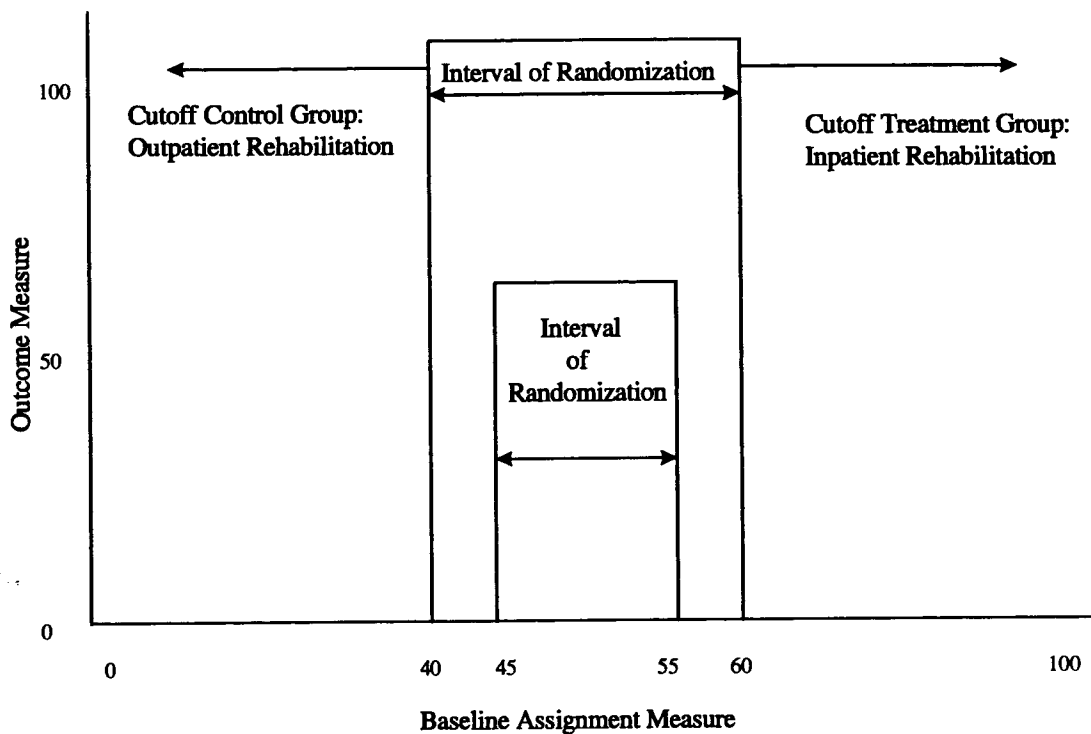 100
Interval of Randomization
Cutoff Control Group:
Outpatient Rehabilitation
Cutoff Treatment Group:
Inpatient Rehabilitation
Outcome Measure
50
Interval
of
Randomization
0
0
40
45
55
60
100
Baseline Assignment Measure